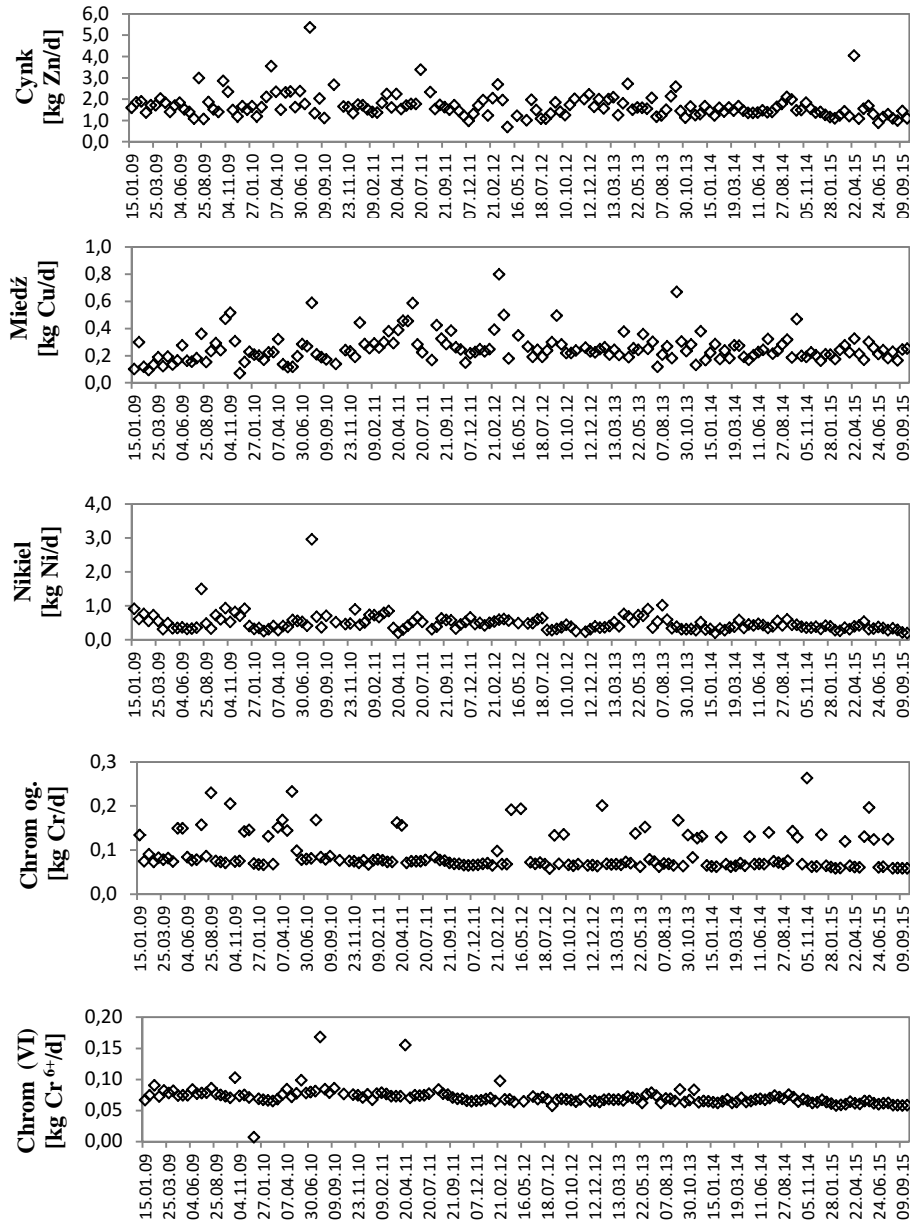 Cynk
[kg Zn/d]
6,0
5,0
4,0
3,0
2,0
1,0
0,0
15.01.09 25.03.09 04.06.09 25.08.09 04.11.09 27.01.10 07.04.10 30.06.10 09.09.10 23.11.10 09.02.11 20.04.11 20.07.11 21.09.11 07.12.11 21.02.12 16.05.12 18.07.12 10.10.12 12.12.12 13.03.13 22.05.13 07.08.13 30.10.13 15.01.14 19.03.14 11.06.14 27.08.14 05.11.14 28.01.15 22.04.15 24.06.15 09.09.15
Miedź
[kg Cu/d]
1,0
0,8
0,6
0,4
0,2
0,0
15.01.09 25.03.09 04.06.09 25.08.09 04.11.09 27.01.10 07.04.10 30.06.10 09.09.10 23.11.10 09.02.11 20.04.11 20.07.11 21.09.11 07.12.11 21.02.12 16.05.12 18.07.12 10.10.12 12.12.12 13.03.13 22.05.13 07.08.13 30.10.13 15.01.14 19.03.14 11.06.14 27.08.14 05.11.14 28.01.15 22.04.15 24.06.15 09.09.15
Nikiel
[kg Ni/d]
4,0
3,0
2,0
1,0
0,0
15.01.09 25.03.09 04.06.09 25.08.09 04.11.09 27.01.10 07.04.10 30.06.10 09.09.10 23.11.10 09.02.11 20.04.11 20.07.11 21.09.11 07.12.11 21.02.12 16.05.12 18.07.12 10.10.12 12.12.12 13.03.13 22.05.13 07.08.13 30.10.13 15.01.14 19.03.14 11.06.14 27.08.14 05.11.14 28.01.15 22.04.15 24.06.15 09.09.15
Chrom og.
[kg Cr/d]
0,3
0,2
0,1
0,0
15.01.09 25.03.09 04.06.09 25.08.09 04.11.09 27.01.10 07.04.10 30.06.10 09.09.10 23.11.10 09.02.11 20.04.11 20.07.11 21.09.11 07.12.11 21.02.12 16.05.12 18.07.12 10.10.12 12.12.12 13.03.13 22.05.13 07.08.13 30.10.13 15.01.14 19.03.14 11.06.14 27.08.14 05.11.14 28.01.15 22.04.15 24.06.15 09.09.15
Chrom (VI)
[kg Cr⁶⁺/d]
0,20
0,15
0,10
0,05
0,00
15.01.09 25.03.09 04.06.09 25.08.09 04.11.09 27.01.10 07.04.10 30.06.10 09.09.10 23.11.10 09.02.11 20.04.11 20.07.11 21.09.11 07.12.11 21.02.12 16.05.12 18.07.12 10.10.12 12.12.12 13.03.13 22.05.13 07.08.13 30.10.13 15.01.14 19.03.14 11.06.14 27.08.14 05.11.14 28.01.15 22.04.15 24.06.15 09.09.15